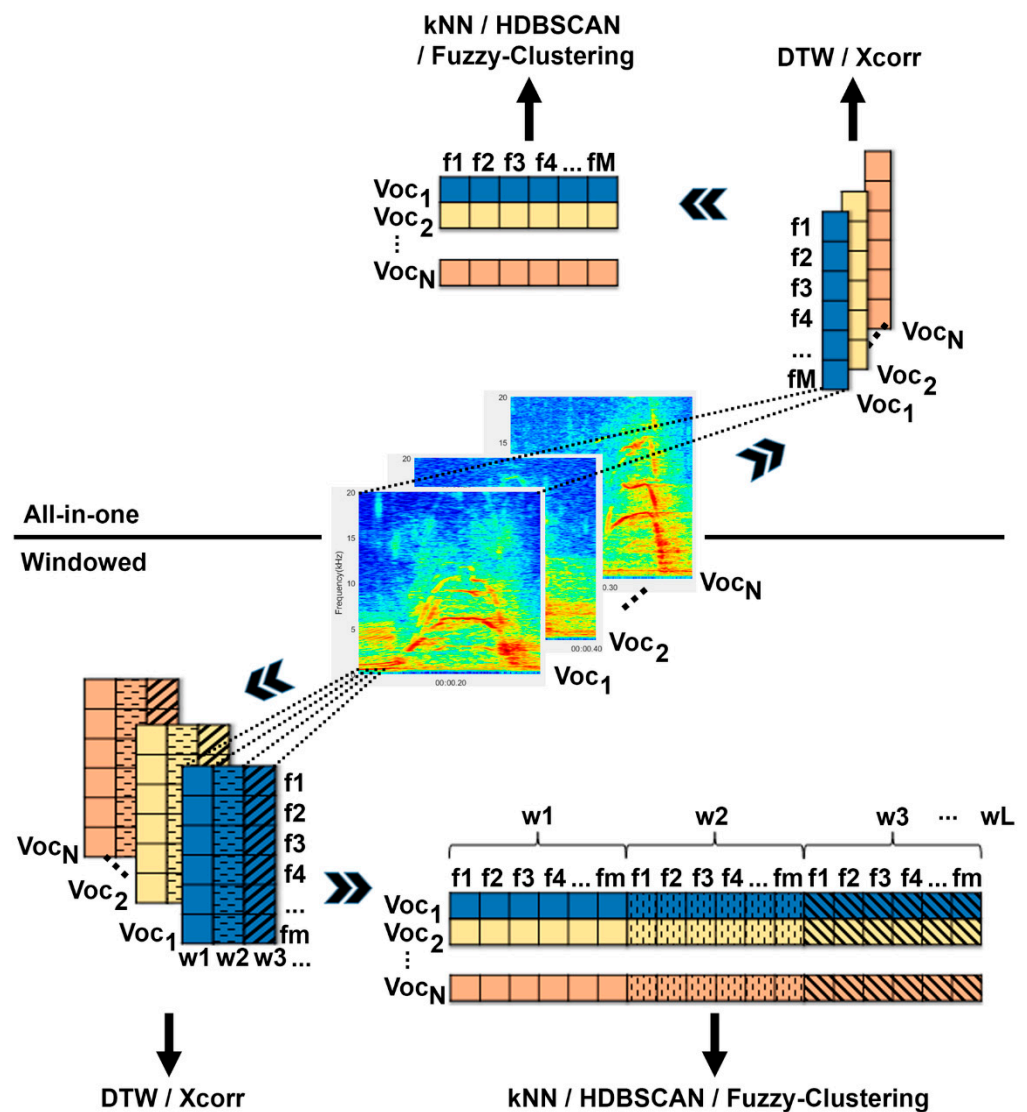 kNN / HDBSCAN
/ Fuzzy-Clustering
DTW / Xcorr
f1 f2 f3 f4 ... fM
Voc1
Voc2
⋮
VocN
f1
f2
f3
f4
...
fM
VocN
Voc2
Voc1
20
15
20
20
15
10
5
Frequency(kHz)
00:00.20
00:00.40
0.30
Voc1
Voc2
VocN
All-in-one
Windowed
f1
f2
f3
f4
...
fm
VocN
Voc2
Voc1
w1 w2 w3 ...
w1 w2 w3 ... wL
f1 f2 f3 f4 ... fm f1 f2 f3 f4 ... fm f1 f2 f3 f4 ... fm
Voc1
Voc2
⋮
VocN
DTW / Xcorr
kNN / HDBSCAN / Fuzzy-Clustering